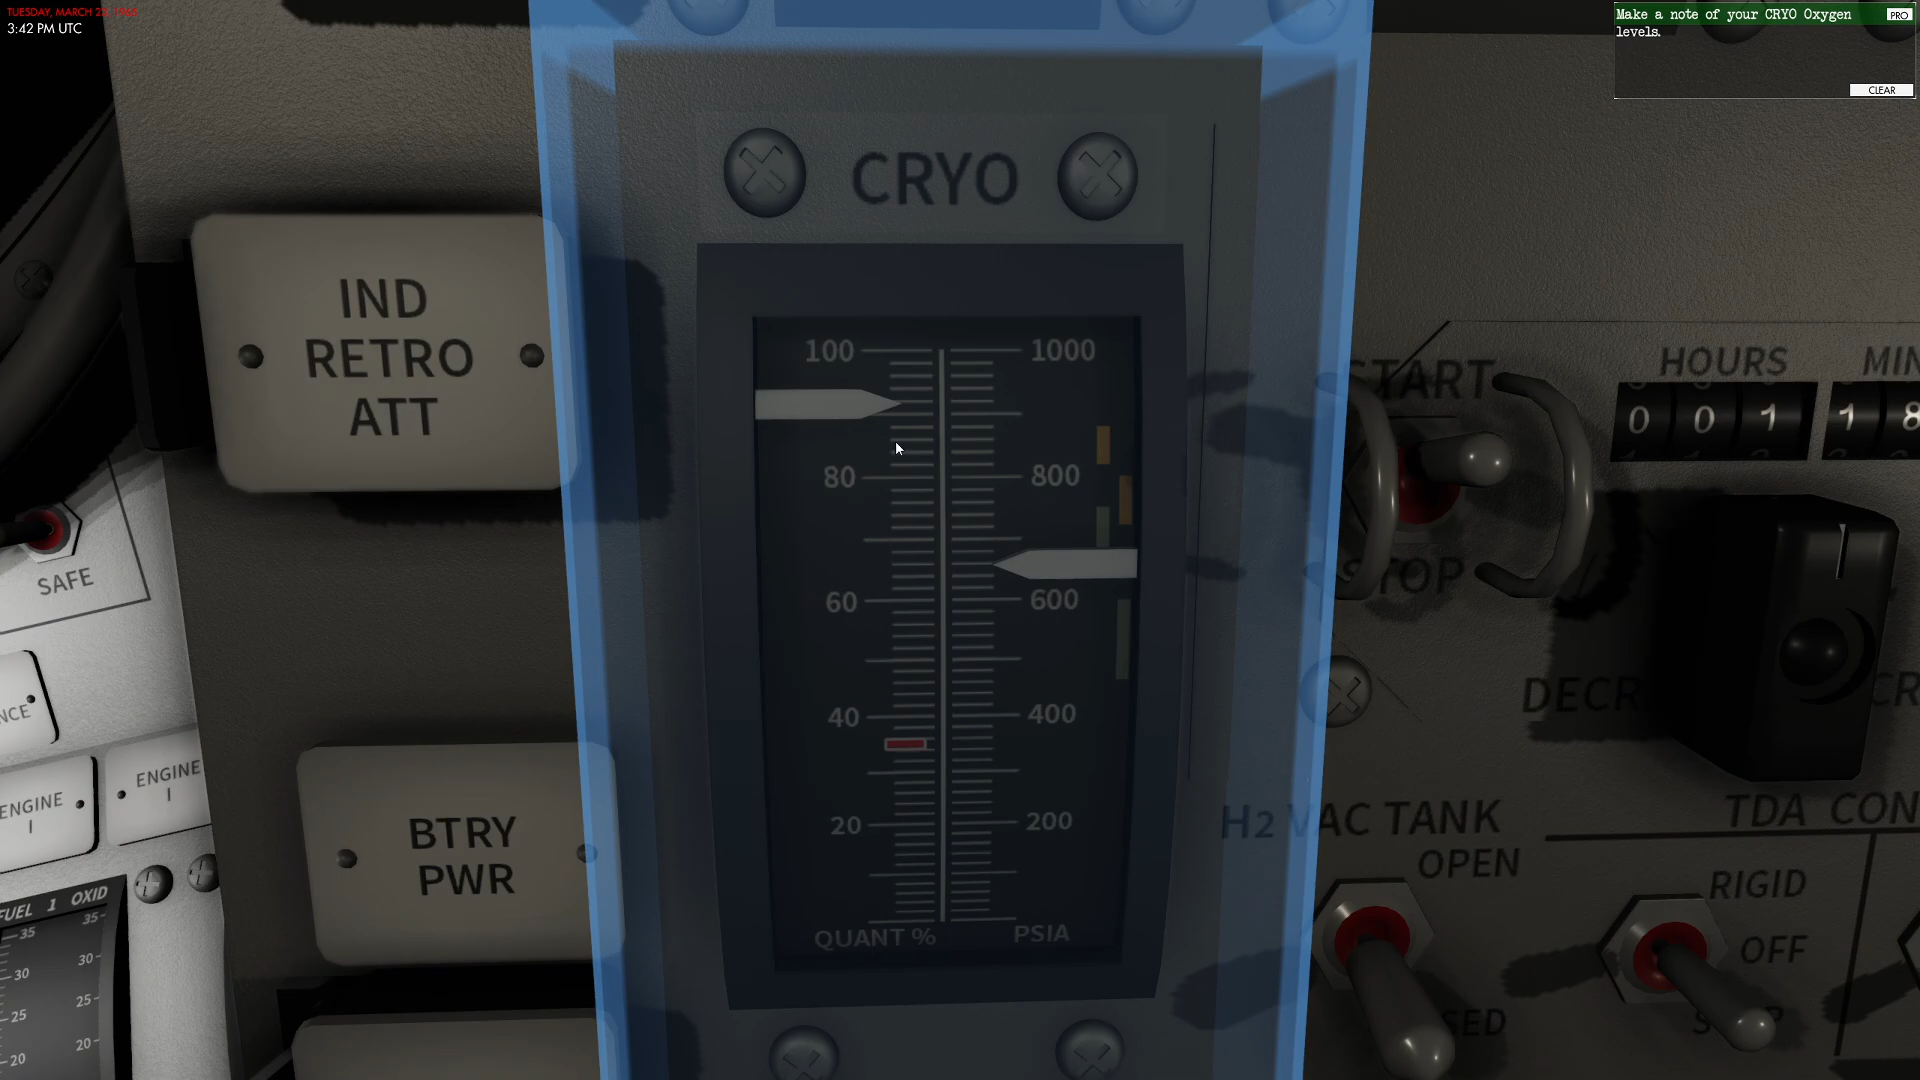 3:42 PM UTC
Make a note of your CRYO Oxygen
levels.
PRO
CLEAR
CRYO
IND
RETRO
ATT
100
80
60
40
20
QUANT %
1000
800
600
400
200
PSIA
START
STOP
HOURS
0 0 1
1 8
SAFE
ENGINE
I
ENGINE
I
BTRY
PWR
FUEL 1 OXID
35
30
25
20
35
30
25
20
H2 VAC TANK
OPEN
RIGID
OFF